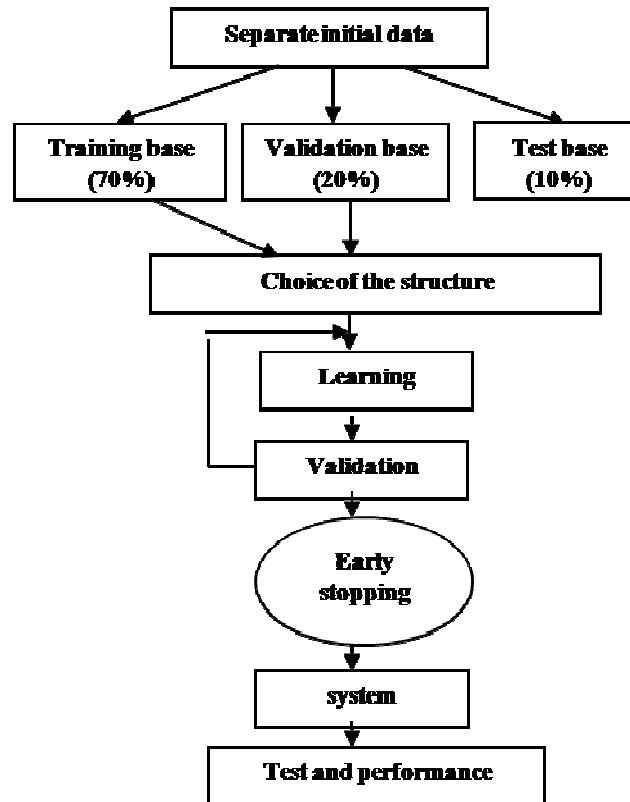 Separate initial data
Training base
(70%)
Validation base
(20%)
Test base
(10%)
Choice of the structure
Learning
Validation
Early
stopping
system
Test and performance